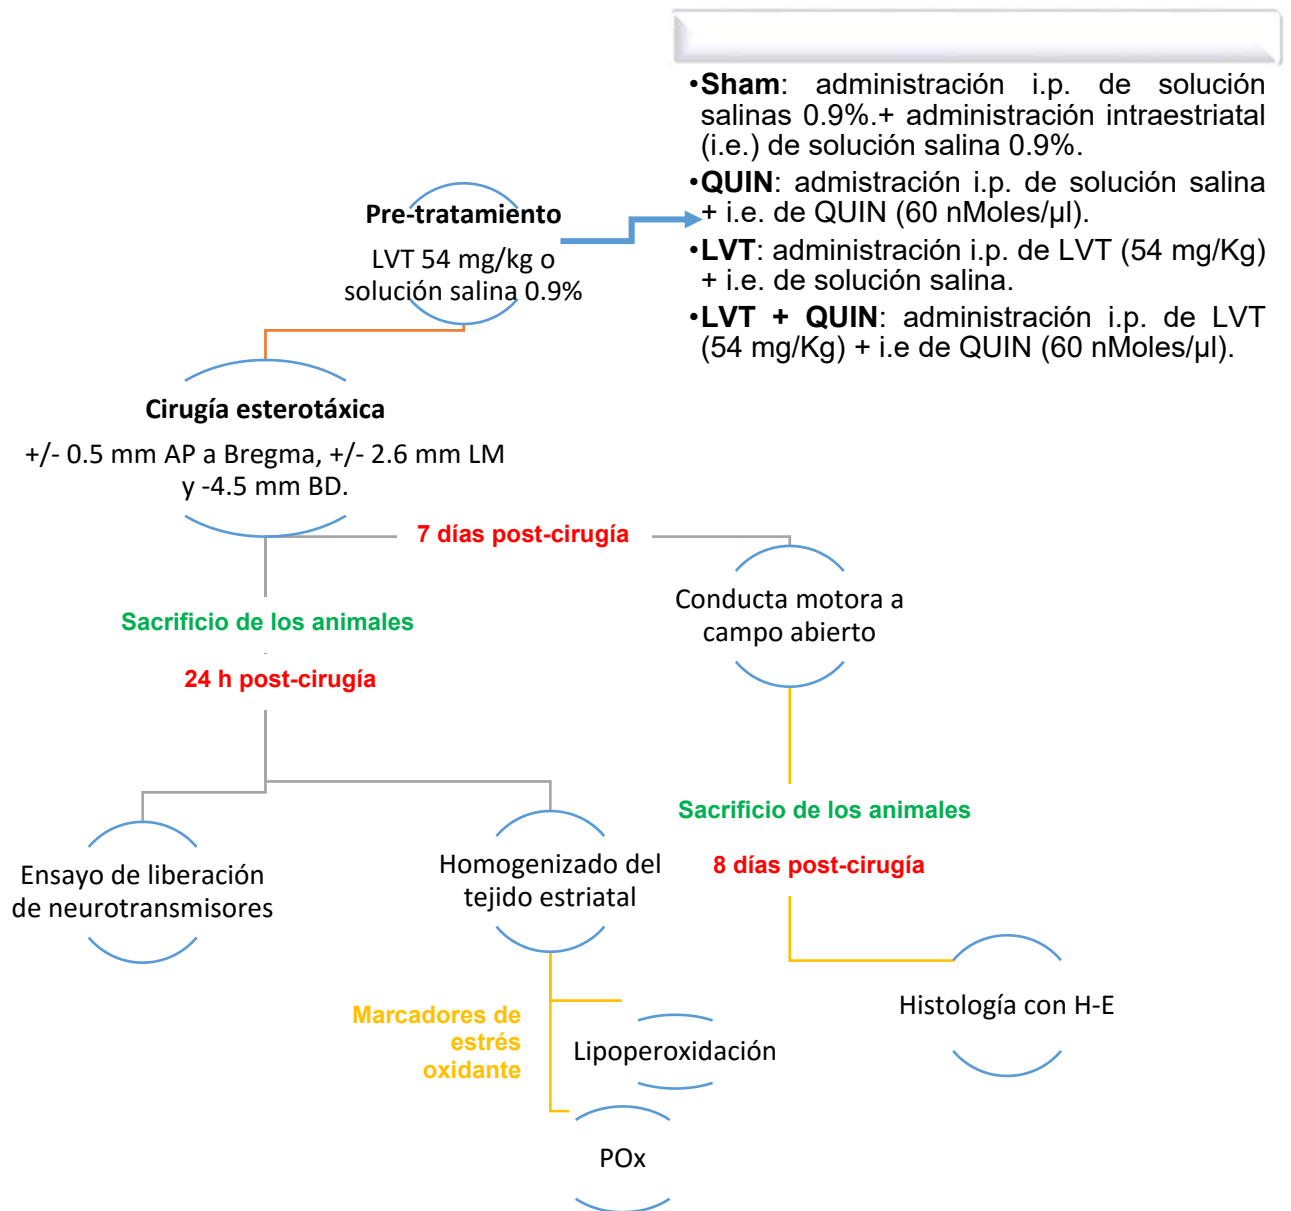 •Sham: administración i.p. de solución
salinas 0.9%.+ administración intraestriatal
(i.e.) de solución salina 0.9%.
•QUIN: admistración i.p. de solución salina
+ i.e. de QUIN (60 nMoles/µl).
•LVT: administración i.p. de LVT (54 mg/Kg)
+ i.e. de solución salina.
•LVT + QUIN: administración i.p. de LVT
(54 mg/Kg) + i.e de QUIN (60 nMoles/µl).
Pre-tratamiento
LVT 54 mg/kg o
solución salina 0.9%
Cirugía esterotáxica
+/- 0.5 mm AP a Bregma, +/- 2.6 mm LM
y -4.5 mm BD.
7 días post-cirugía
Sacrificio de los animales
24 h post-cirugía
Conducta motora a
campo abierto
Sacrificio de los animales
8 días post-cirugía
Ensayo de liberación
de neurotransmisores
Homogenizado del
tejido estriatal
Marcadores de
estrés
oxidante
Lipoperoxidación
POx
Histología con H-E